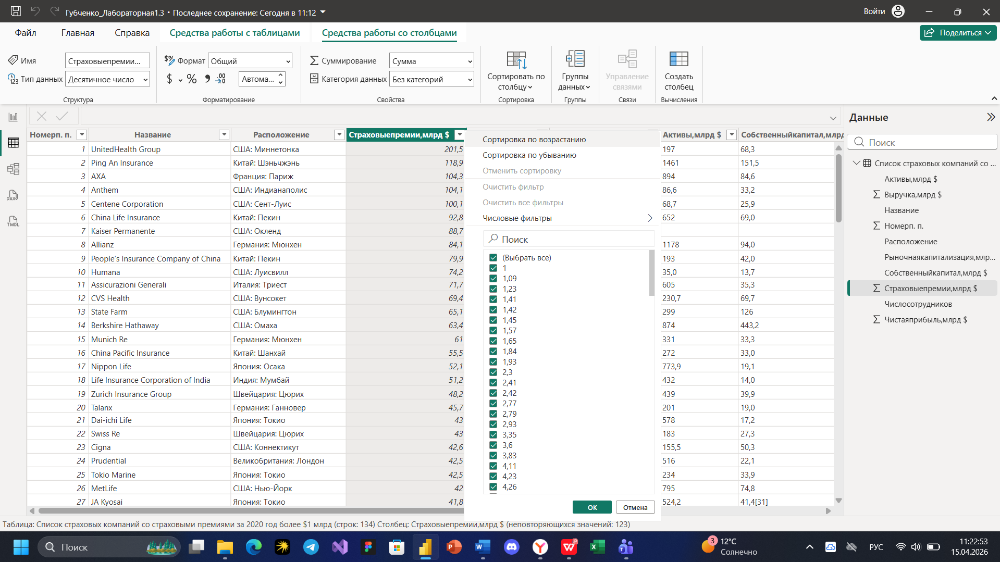 Губченко_Лабораторная1.3 • Последнее сохранение: Сегодня в 11:12
Войти
Файл
Главная
Справка
Средства работы с таблицами
Средства работы со столбцами
Поделиться
Имя
Страховыепремии...
Тип данных
Десятичное число
Структура
Формат
Общий
$ % 9 ,00
Автома...
Форматирование
Суммирование
Сумма
Категория данных
Без категорий
Свойства
Сортировать по столбцу
Сортировка
Группы данных
Группы
Управление связями
Связи
Создать столбец
Вычисления
Номерп. п. Название Расположение Страховыепремии,млрд $ Активы,млрд $ Собственныйкапитал,млрд
1 UnitedHealth Group США: Миннетонка 201,5 197 68,3
2 Ping An Insurance Китай: Шэньчжэнь 118,9 1461 151,5
3 AXA Франция: Париж 104,3 894 84,6
4 Anthem США: Индианаполис 104,1 86,6 33,2
5 Centene Corporation США: Сент-Луис 100,1 68,7 25,9
6 China Life Insurance Китай: Пекин 92,8 652 69,0
7 Kaiser Permanente США: Окленд 88,7
8 Allianz Германия: Мюнхен 84,1 1178 94,0
9 People’s Insurance Company of China Китай: Пекин 79,9 193 42,0
10 Humana США: Луисвилл 74,2 35,0 13,7
11 Assicurazioni Generali Италия: Триест 71,7 605 35,3
12 CVS Health США: Вунсокет 69,4 230,7 69,7
13 State Farm США: Блумингтон 65,1 299 126
14 Berkshire Hathaway США: Омаха 63,4 874 443,2
15 Munich Re Германия: Мюнхен 61 331 33,3
16 China Pacific Insurance Китай: Шанхай 55,5 272 33,0
17 Nippon Life Япония: Осака 52,1 773,9 19,1
18 Life Insurance Corporation of India Индия: Мумбай 51,2 432 14,0
19 Zurich Insurance Group Швейцария: Цюрих 48,2 439 39,9
20 Talanx Германия: Ганновер 45,7 201 19,0
21 Dai-ichi Life Япония: Токио 43 578 17,2
22 Swiss Re Швейцария: Цюрих 43 183 27,3
23 Cigna США: Коннектикут 42,6 155,5 50,3
24 Prudential Великобритания: Лондон 42,5 516 22,1
25 Tokio Marine Япония: Токио 42,5 234 33,9
26 MetLife США: Нью-Йорк 42 795 74,8
27 JA Kyosai Япония: Токио 41,8 524,2 41,4[31]
Сортировка по возрастанию
Сортировка по убыванию
Отменить сортировку
Очистить фильтр
Очистить все фильтры
Числовые фильтры
Поиск
(Выбрать все)
1
1,09
1,23
1,41
1,42
1,45
1,57
1,65
1,84
1,93
2,3
2,41
2,42
2,77
2,79
2,93
3,35
3,6
3,83
4,11
4,23
4,26
ОК
Отмена
Данные
Поиск
Список страховых компаний со ...
Активы,млрд $
Выручка,млрд $
Название
Номерп. п.
Расположение
Рыночнаякапитализация,млр...
Собственныйкапитал,млрд $
Страховыепремии,млрд $
Числосотрудников
Чистаяприбыль,млрд $
DAX
TMDL
Таблица: Список страховых компаний со страховыми премиями за 2020 год более $1 млрд (строк: 134) Столбец: Страховыепремии,млрд $ (неповторяющихся значений: 123)
Поиск
3
12°C
Солнечно
РУС
11:22:53
15.04.2026